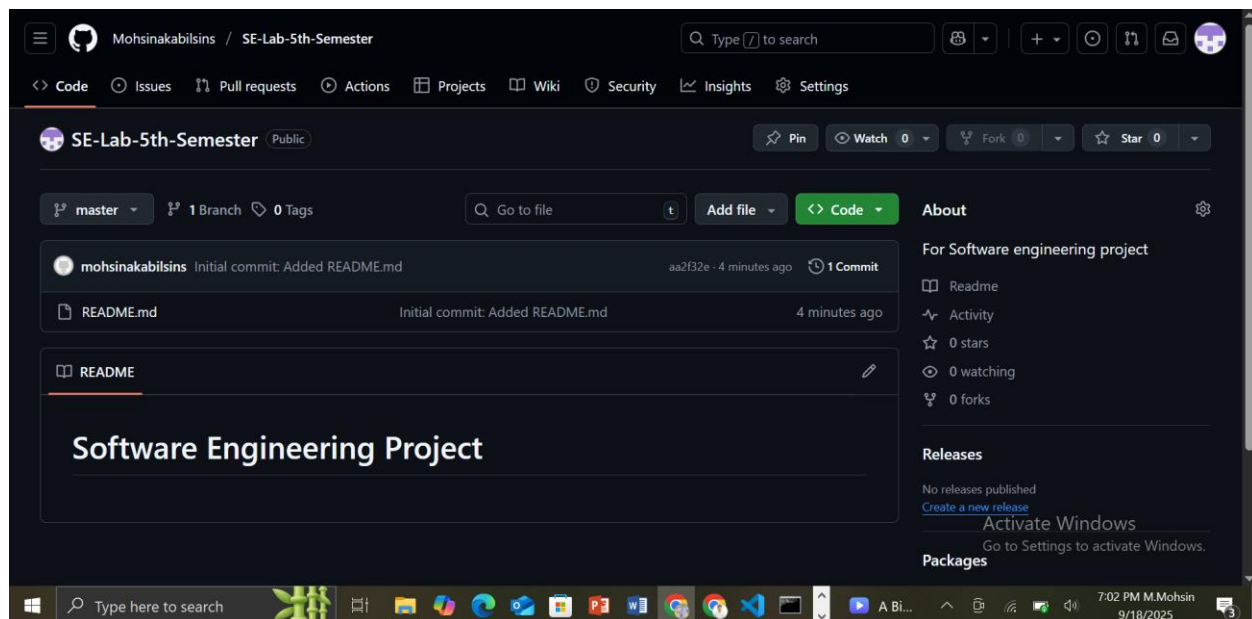 Mohsinakabilsins / SE-Lab-5th-Semester
Type / to search
Code Issues Pull requests Actions Projects Wiki Security Insights Settings
SE-Lab-5th-Semester Public
Pin Watch 0 Fork 0 Star 0
master 1 Branch 0 Tags
Go to file t
Add file Code
mohsinakabilsins Initial commit: Added README.md
aa2f32e · 4 minutes ago 1 Commit
README.md Initial commit: Added README.md 4 minutes ago
README
Software Engineering Project
About
For Software engineering project
Readme
Activity
0 stars
0 watching
0 forks
Releases
No releases published
Create a new release
Activate Windows
Go to Settings to activate Windows.
Packages
Type here to search
A Bi...
7:02 PM M.Mohsin
9/18/2025
3